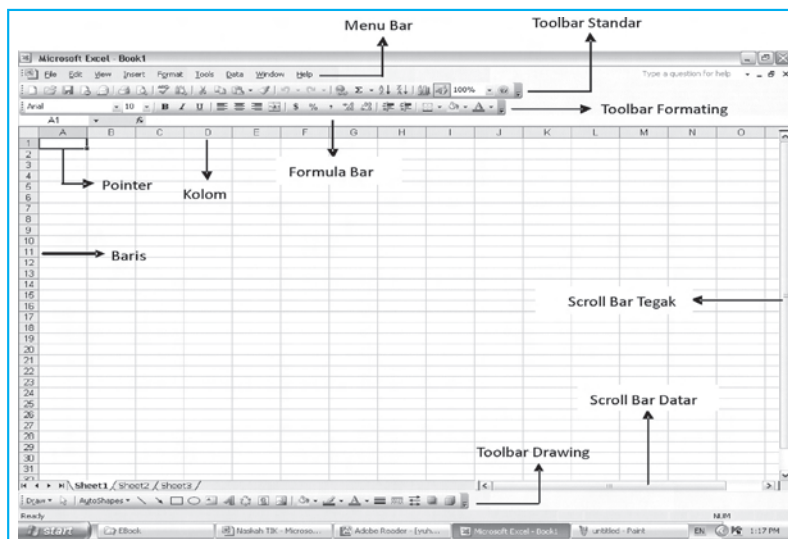 Menu Bar
Toolbar Standar
Microsoft Excel - Book1
File Edit View Insert Format Tools Data Window Help
Type a question for help
100%
Arial 10 B I U $ % ,
Toolbar Formating
A1 fx
A B C D E F G H I J K L M N O
1
2
3
4
5
6
7
8
9
10
11
12
13
14
15
16
17
18
19
20
21
22
23
24
25
26
27
28
29
30
31
Formula Bar
Pointer
Kolom
Baris
Scroll Bar Tegak
Scroll Bar Datar
Toolbar Drawing
Sheet1 / Sheet2 / Sheet3 /
Draw AutoShapes
Ready
NUM
start EBook Naskah TIK - Microso... Adobe Reader - [yuh... Microsoft Excel - Book1 untitled - Paint EN 1:17 PM